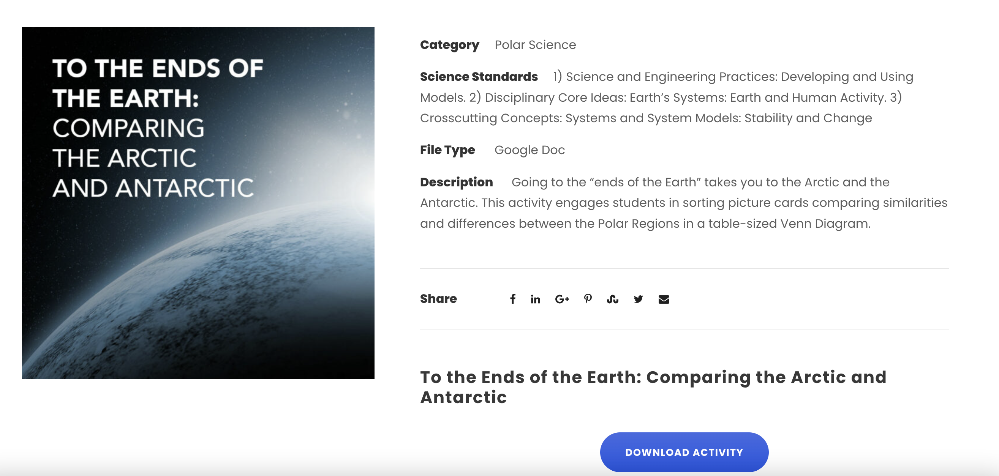 TO THE ENDS OF
THE EARTH:
COMPARING
THE ARCTIC
AND ANTARCTIC
Category Polar Science
Science Standards 1) Science and Engineering Practices: Developing and Using
Models. 2) Disciplinary Core Ideas: Earth’s Systems: Earth and Human Activity. 3)
Crosscutting Concepts: Systems and System Models: Stability and Change
File Type Google Doc
Description Going to the “ends of the Earth” takes you to the Arctic and the
Antarctic. This activity engages students in sorting picture cards comparing similarities
and differences between the Polar Regions in a table-sized Venn Diagram.
Share
To the Ends of the Earth: Comparing the Arctic and
Antarctic
DOWNLOAD ACTIVITY